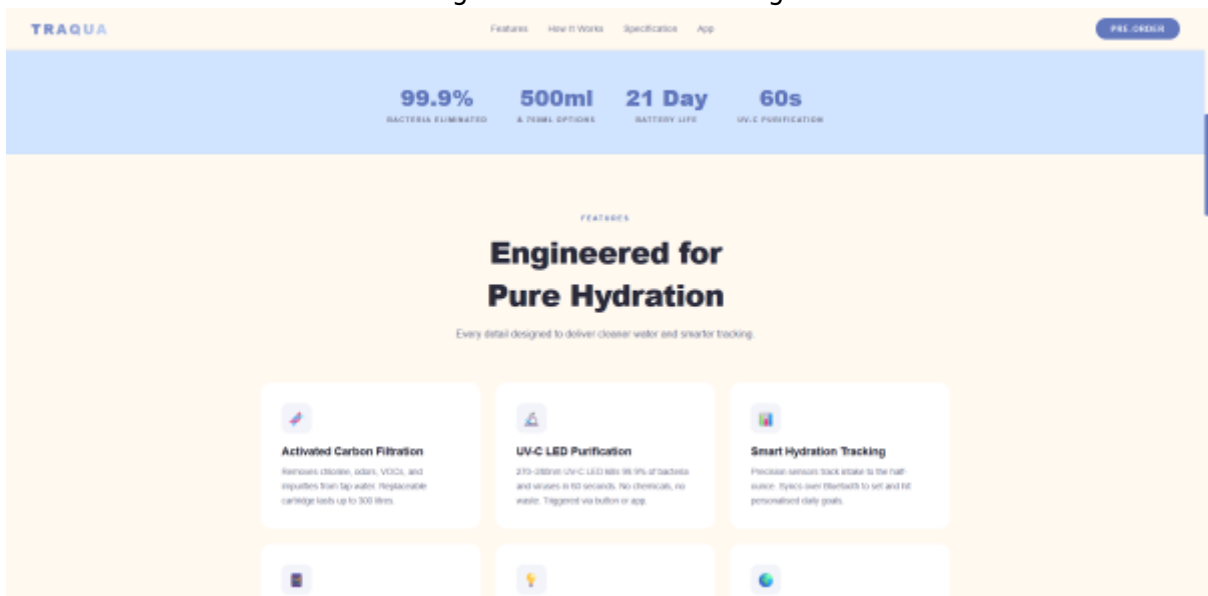 TRAQUA
Features How It Works Specification App
PRE-ORDER
99.9% 500ml 21 Day 60s
BACTERIA ELIMINATED & 750ML OPTIONS BATTERY LIFE UV-C PURIFICATION
FEATURES
Engineered for
Pure Hydration
Every detail designed to deliver cleaner water and smarter tracking.
Activated Carbon Filtration
Removes chlorine, odors, VOCs, and
impurities from tap water. Replaceable
cartridge lasts up to 300 litres.
UV-C LED Purification
270-280nm UV-C LED kills 99.9% of bacteria
and viruses in 60 seconds. No chemicals, no
waste. Triggered via button or app.
Smart Hydration Tracking
Precision sensors track intake to the half-
ounce. Syncs over Bluetooth to set and hit
personalised daily goals.